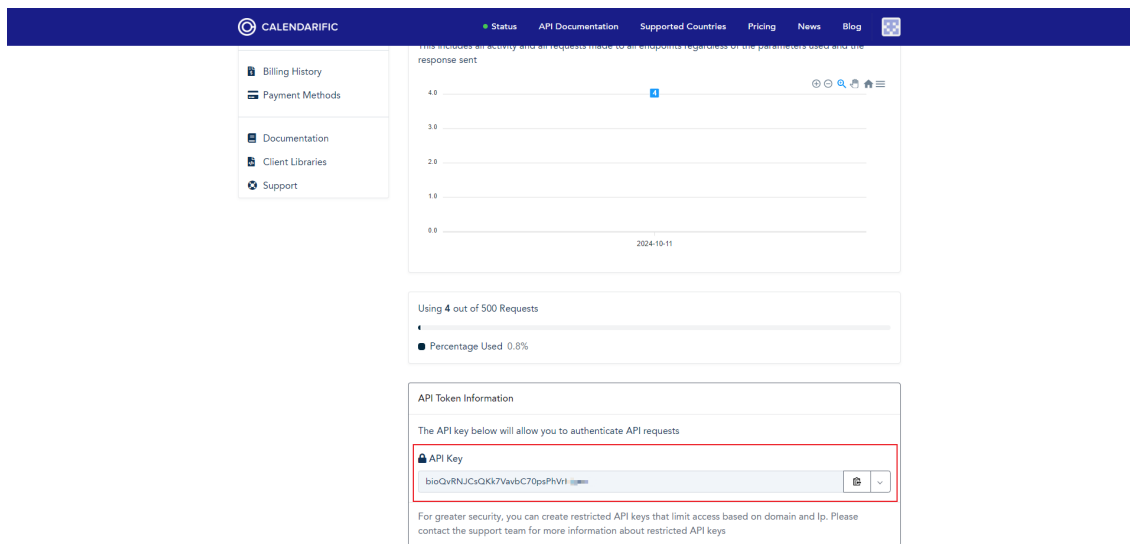 CALENDARIFIC
Status API Documentation Supported Countries Pricing News Blog
This includes all activity and all requests made to all endpoints regardless of the parameters used and the
response sent
Billing History
Payment Methods
Documentation
Client Libraries
Support
4.0
4
3.0
2.0
1.0
0.0
2024-10-11
Using 4 out of 500 Requests
Percentage Used 0.8%
API Token Information
The API key below will allow you to authenticate API requests
API Key
For greater security, you can create restricted API keys that limit access based on domain and Ip. Please
contact the support team for more information about restricted API keys